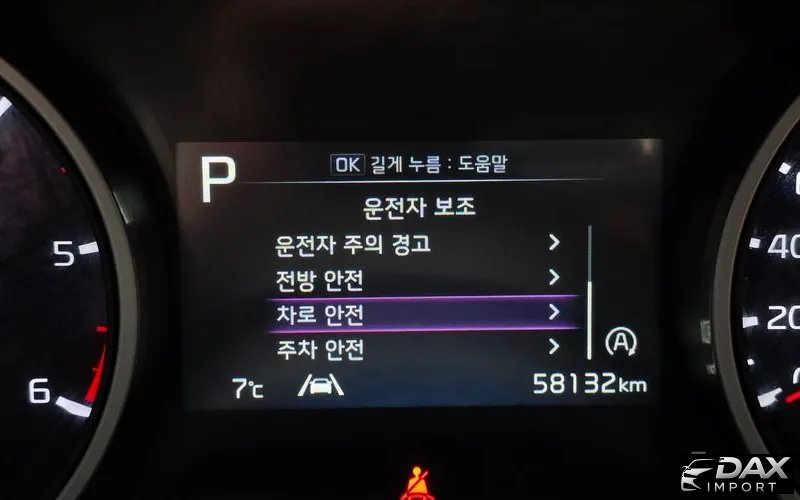 P
OK 길게 누름 : 도움말
운전자 보조
운전자 주의 경고
전방 안전
차로 안전
주차 안전
A
7℃
58132km
5
6
40
20
DAX
IMPORT